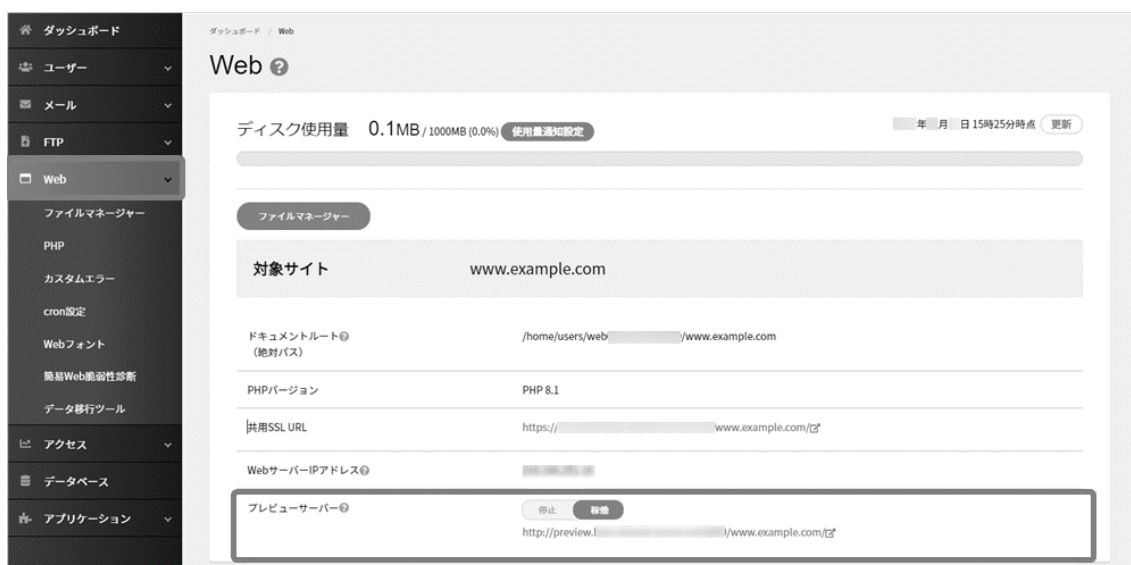 ダッシュボード
ユーザー
メール
FTP
Web
ファイルマネージャー
PHP
カスタムエラー
cron設定
Webフォント
簡易Web脆弱性診断
データ移行ツール
アクセス
データベース
アプリケーション
ダッシュボード / Web
Web ?
ディスク使用量 0.1MB / 1000MB (0.0%) 使用量通知設定
年 月 日 15時25分時点 更新
ファイルマネージャー
対象サイト www.example.com
ドキュメントルート? /home/users/web /www.example.com
(絶対パス)
PHPバージョン PHP 8.1
共用SSL URL https:// www.example.com/
WebサーバーIPアドレス?
プレビューサーバー? 停止 稼働
http://preview. /www.example.com/